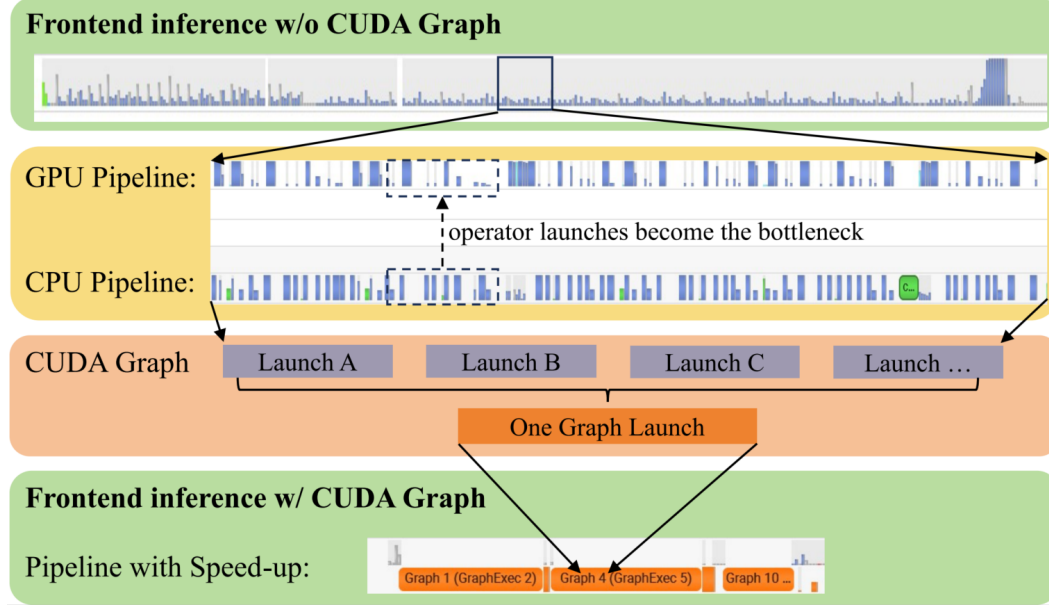 Frontend inference w/o CUDA Graph
GPU Pipeline:
operator launches become the bottleneck
CPU Pipeline:
C...
CUDA Graph
Launch A
Launch B
Launch C
Launch ...
One Graph Launch
Frontend inference w/ CUDA Graph
Pipeline with Speed-up:
Graph 1 (GraphExec 2)
Graph 4 (GraphExec 5)
Graph 10 ...